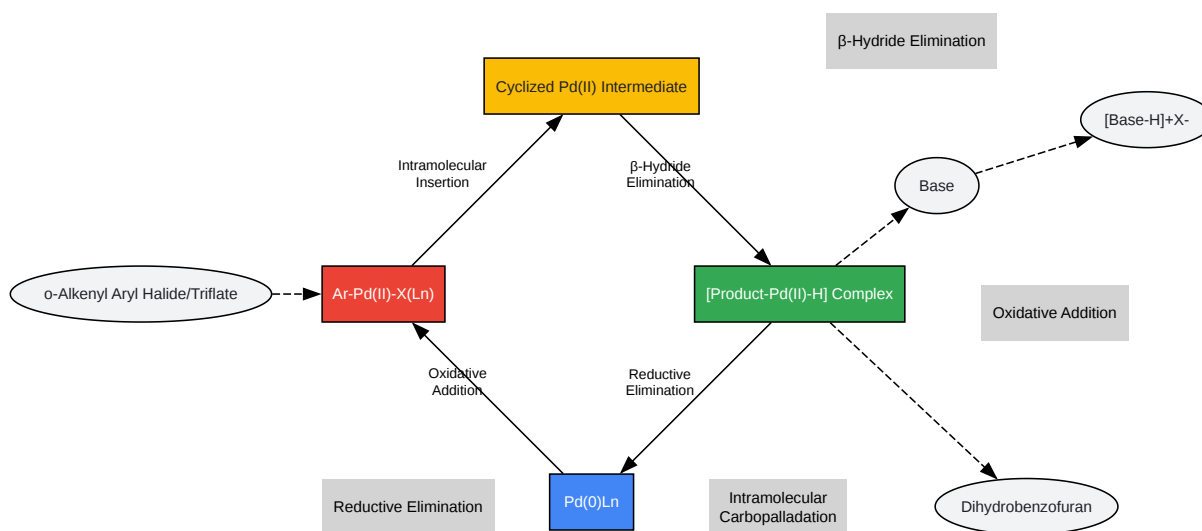 β-Hydride Elimination
Cyclized Pd(II) Intermediate
[Base-H]+X-
Intramolecular
Insertion
β-Hydride
Elimination
Base
o-Alkenyl Aryl Halide/Triflate
Ar-Pd(II)-X(Ln)
[Product-Pd(II)-H] Complex
Oxidative Addition
Oxidative
Addition
Reductive
Elimination
Reductive Elimination
Pd(0)Ln
Intramolecular
Carbopalladation
Dihydrobenzofuran